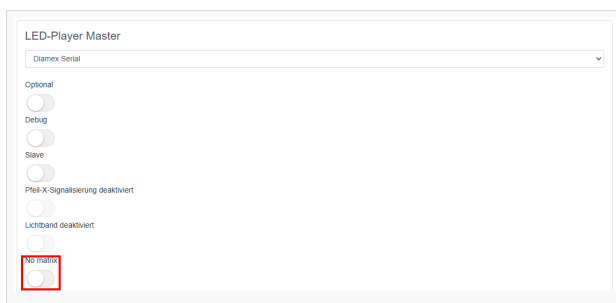 LED-Player Master
Diamex Serial
Optional
Debug
Slave
Pfeil-X-Signalisierung deaktiviert
Lichtband deaktiviert
No matrix